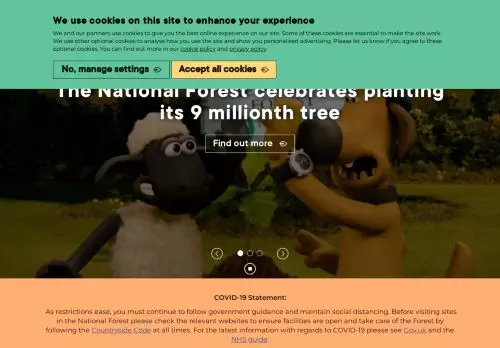 We use cookies on this site to enhance your experience
We and our partners use cookies to give you the best online experience on our site. Some of these cookies are essential to make the site work.
We use other optional cookies to analyse how you use the site and show you personalised advertising. Please let us know if you agree to these
optional cookies. You can find out more in our cookie policy and privacy policy.
No, manage settings
Accept all cookies
The National Forest celebrates planting
its 9 millionth tree
Find out more
COVID-19 Statement:
As restrictions ease, you must continue to follow government guidance and maintain social distancing. Before visiting sites
in the National Forest please check the relevant websites to ensure facilities are open and take care of the Forest by
following the Countryside Code at all times. For the latest information with regards to COVID-19 please see Gov.uk and the
NHS guide.